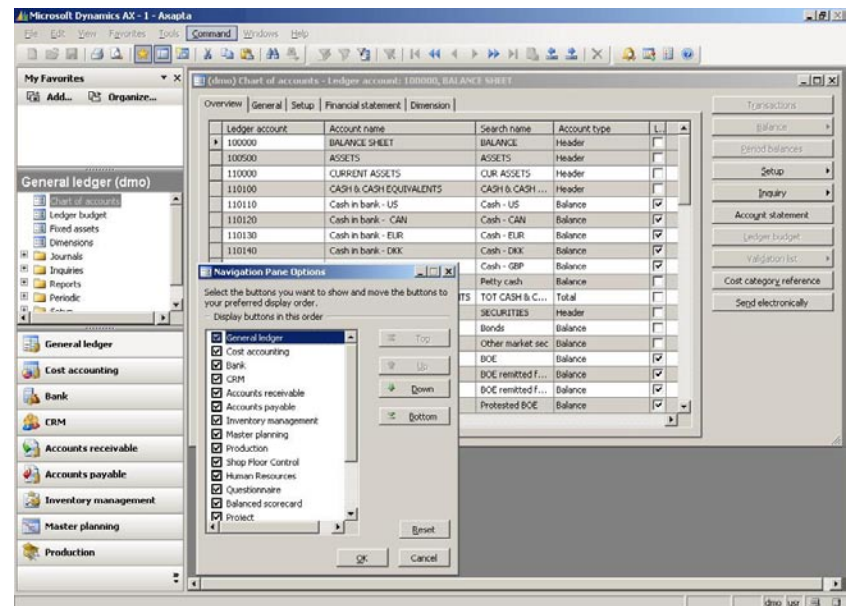 Microsoft Dynamics AX - 1 - Axapta
File Edit View Favorites Tools Command Windows Help
My Favorites
Add... Organize...
General ledger (dmo)
Chart of accounts
Ledger budget
Fixed assets
Dimensions
Journals
Inquiries
Reports
Periodic
Setup
General ledger
Cost accounting
Bank
CRM
Accounts receivable
Accounts payable
Inventory management
Master planning
Production
(dmo) Chart of accounts - Ledger account: 100000, BALANCE SHEET
Overview General Setup Financial statement Dimension
Ledger account Account name Search name Account type L...
100000 BALANCE SHEET BALANCE Header
100500 ASSETS ASSETS Header
110000 CURRENT ASSETS CUR ASSETS Header
110100 CASH & CASH EQUIVALENTS CASH & CASH ... Header
110110 Cash in bank - US Cash - US Balance
110120 Cash in bank - CAN Cash - CAN Balance
110130 Cash in bank - EUR Cash - EUR Balance
110140 Cash in bank - DKK Cash - DKK Balance
Cash - GBP Balance
Petty cash Balance
TS TOT CASH & C... Total
SECURITIES Header
Bonds Balance
Other market sec Balance
BOE Balance
BOE remitted f... Balance
BOE remitted f... Balance
Protested BOE Balance
Transactions
Balance
Period balances
Setup
Inquiry
Account statement
Ledger budget
Validation list
Cost category reference
Send electronically
Navigation Pane Options
Select the buttons you want to show and move the buttons to
your preferred display order.
Display buttons in this order
General ledger
Cost accounting
Bank
CRM
Accounts receivable
Accounts payable
Inventory management
Master planning
Production
Shop Floor Control
Human Resources
Questionnaire
Balanced scorecard
Project
Top
Up
Down
Bottom
Reset
OK Cancel
dmo usr